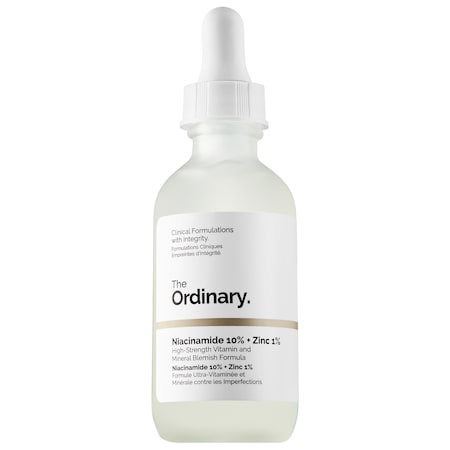 Clinical Formulations
with Integrity.
Formulations Cliniques
Empreintes d'Intégrité.
The
Ordinary.
Niacinamide 10% + Zinc 1%
High-Strength Vitamin and
Mineral Blemish Formula
Niacinamide 10% + Zinc 1%
Formule Ultra-Vitaminée et
Minérale contre les Imperfections